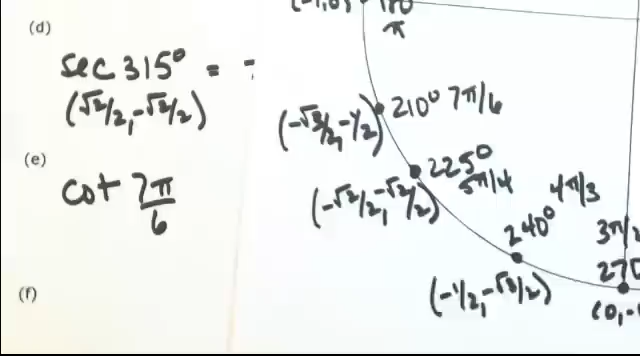 (d)
sec 315° =
(√2/2, -√2/2)
(e)
cot 7π
6
(f)
π
210° 7π/6
(-√3/2, -1/2)
225°
5π/4
(-√2/2, -√2/2)
4π/3
240°
(-1/2, -√3/2)
3π/2
270
(0,-